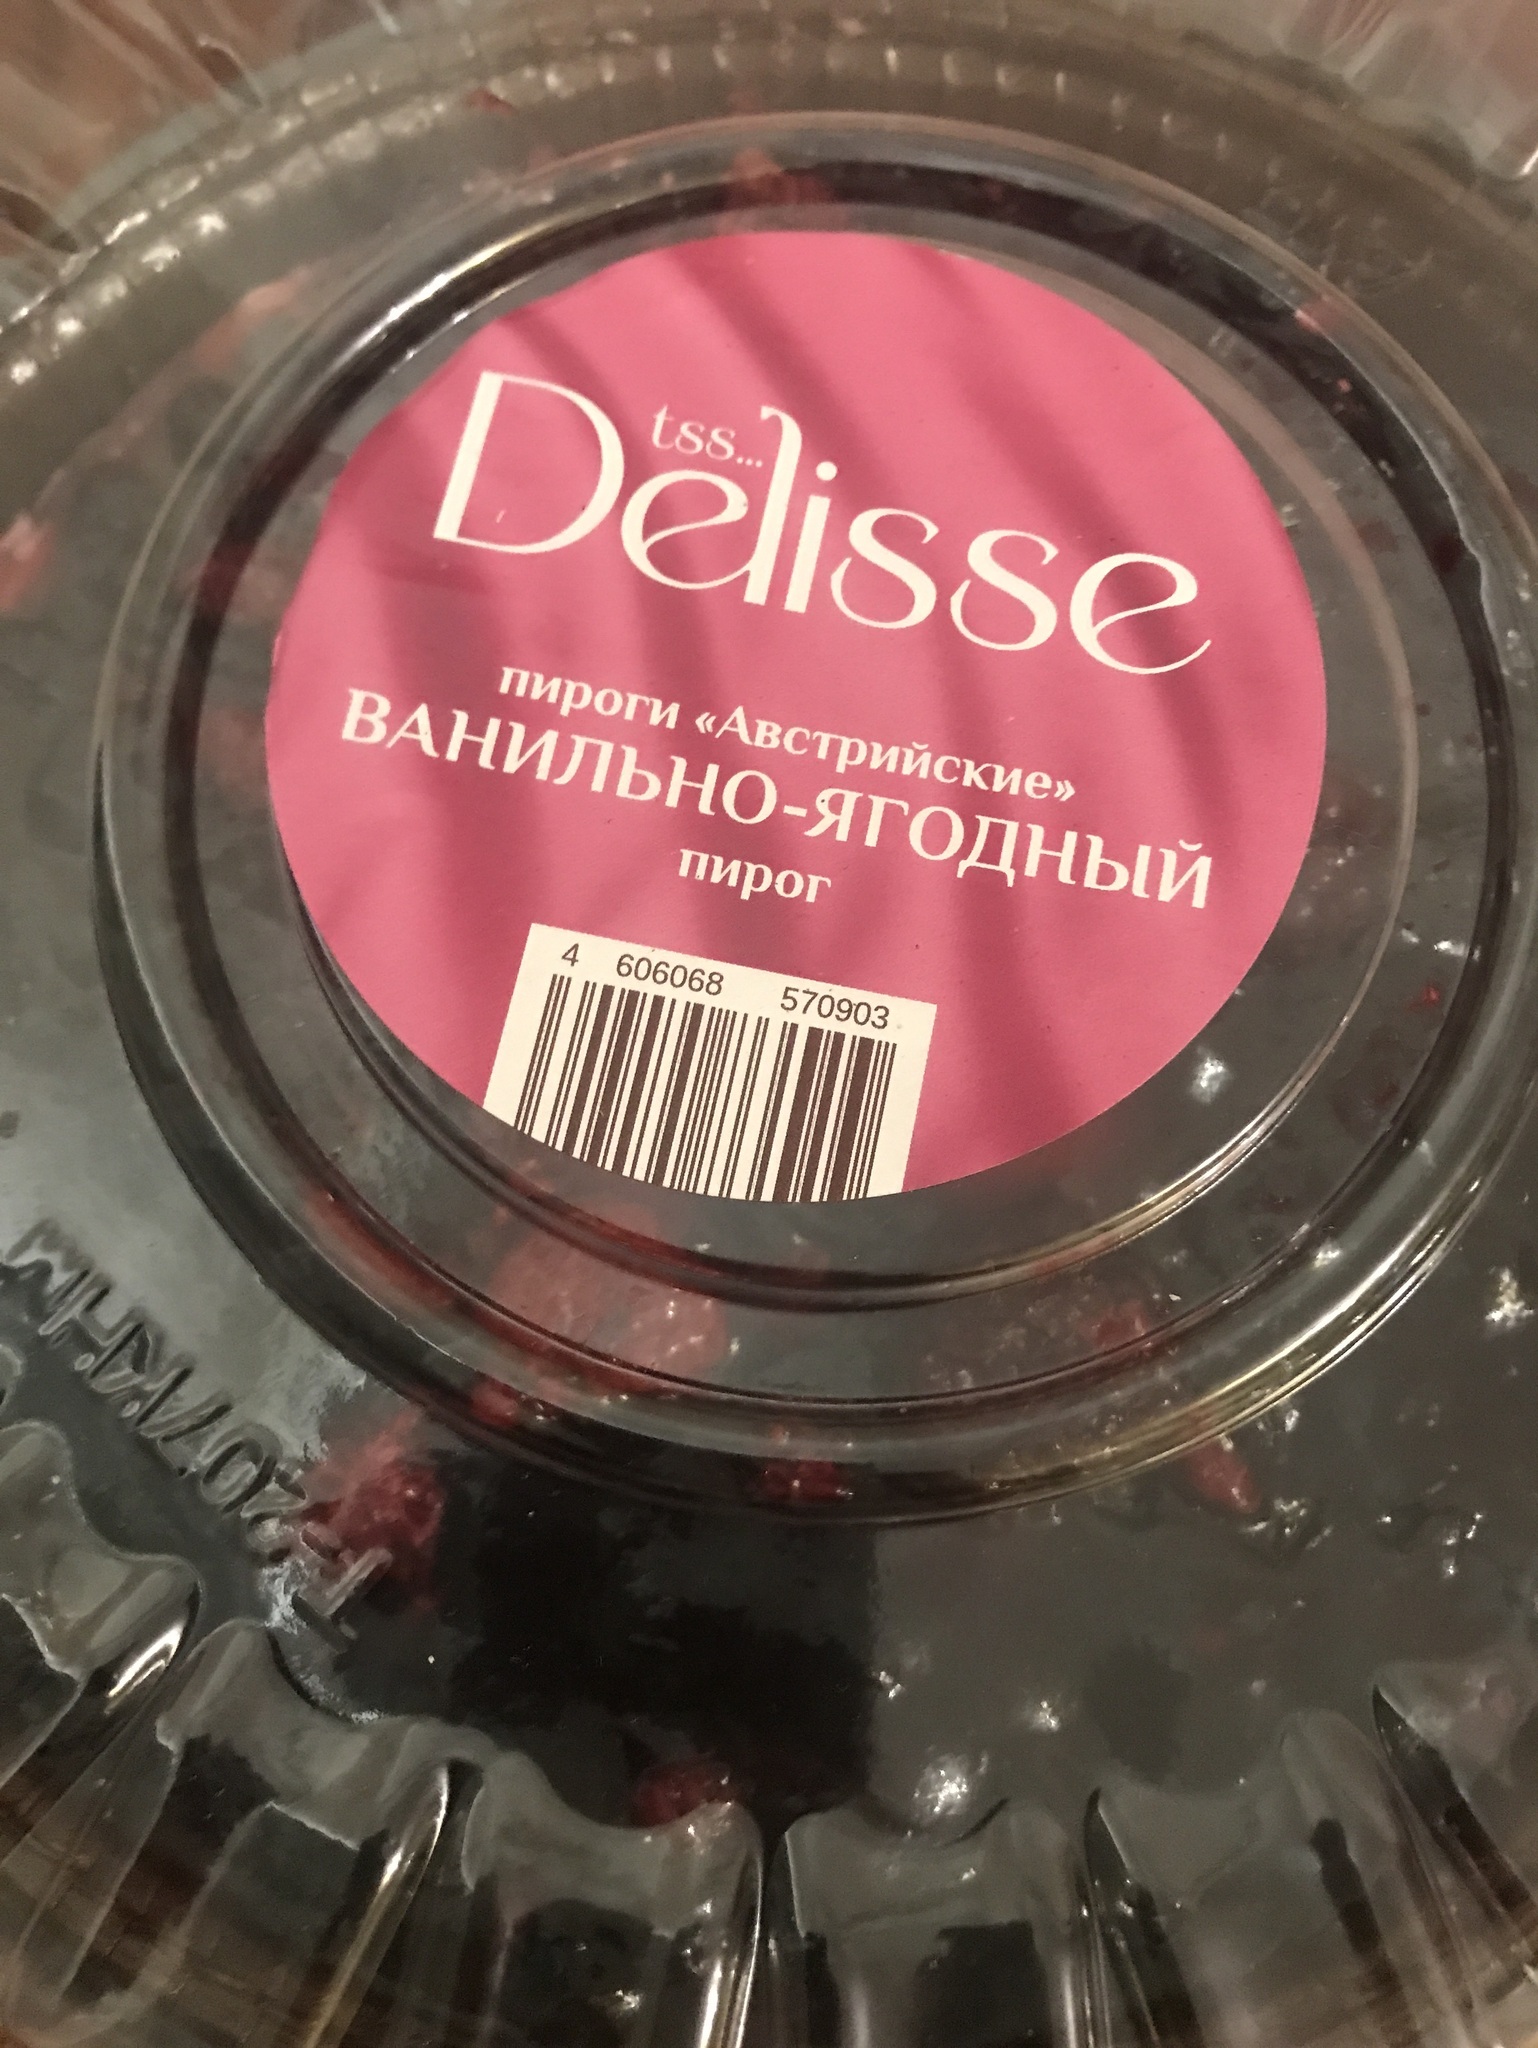 tss...
Delisse
пироги «Австрийские»
ВАНИЛЬНО-ЯГОДНЫЙ
пирог
4 606068 570903